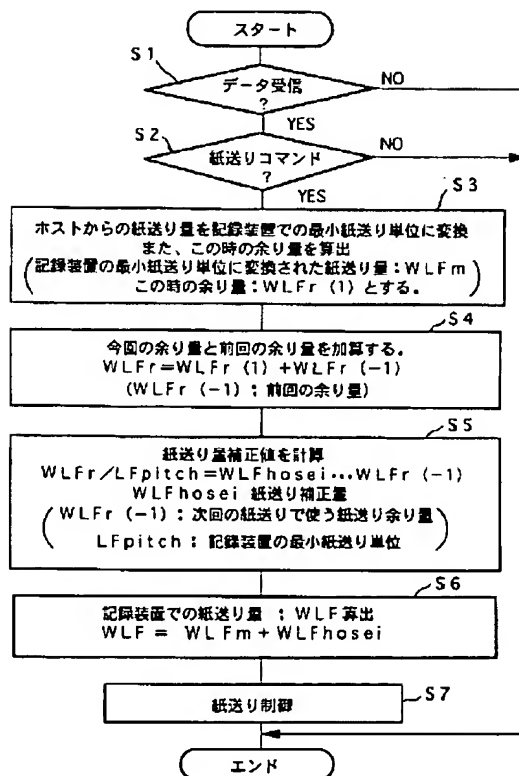 スタート
S1
データ受信
?
NO
YES
S2
紙送りコマンド
?
NO
YES
S3
ホストからの紙送り量を記録装置での最小紙送り単位に変換
また、この時の余り量を算出
(記録装置の最小紙送り単位に変換された紙送り量:WLFm
この時の余り量:WLFr (1) とする。)
S4
今回の余り量と前回の余り量を加算する。
WLFr=WLFr (1) +WLFr (-1)
(WLFr (-1) : 前回の余り量)
S5
紙送り量補正値を計算
WLFr/LFpitch=WLFhosei…WLFr (-1)
WLFhosei 紙送り補正量
(WLFr (-1) : 次回の紙送りで使う紙送り余り量
LFpitch : 記録装置の最小紙送り単位)
S6
記録装置での紙送り量 : WLF 算出
WLF = WLFm + WLFhosei
S7
紙送り制御
エンド